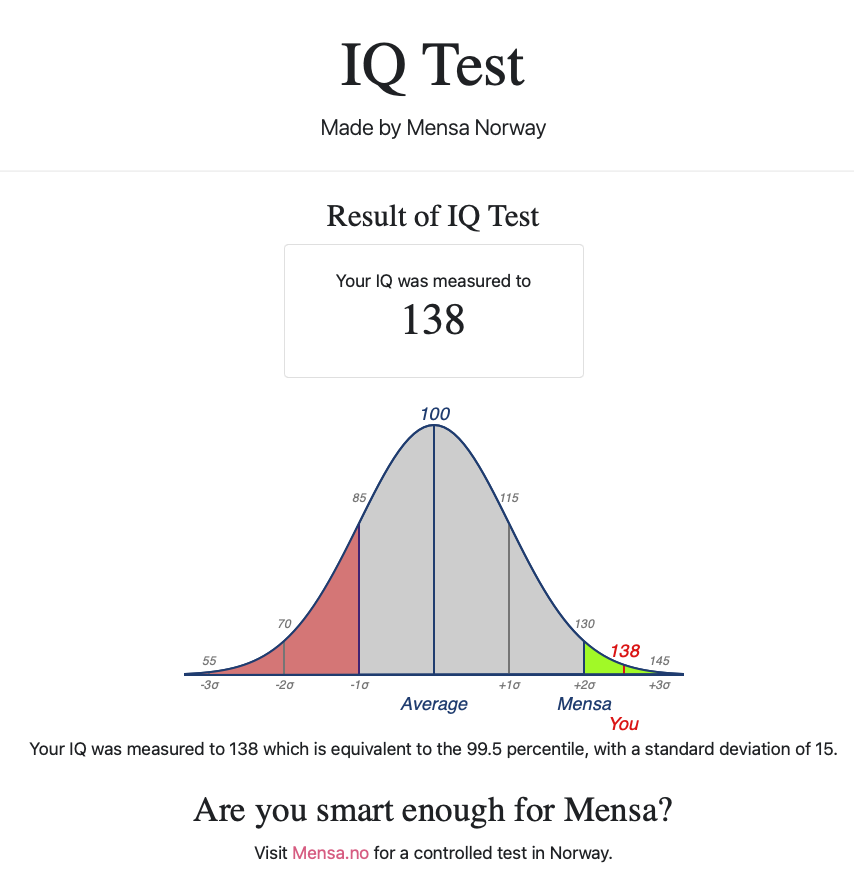 IQ Test
Made by Mensa Norway
Result of IQ Test
Your IQ was measured to
138
100
85
115
70
130
138
55
145
-3σ
-2σ
-1σ
+1σ
+2σ
+3σ
Average
Mensa
You
Your IQ was measured to 138 which is equivalent to the 99.5 percentile, with a standard deviation of 15.
Are you smart enough for Mensa?
Visit Mensa.no for a controlled test in Norway.